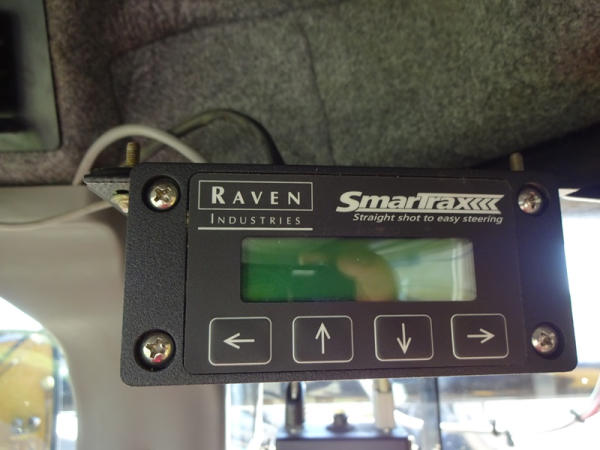 RAVEN
INDUSTRIES
SmarTrax
Straight shot to easy steering